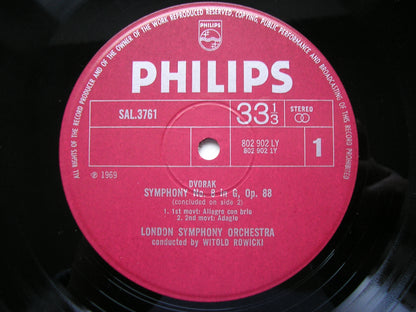 ALL RIGHTS OF THE RECORD PRODUCER AND OF THE OWNER OF THE WORK REPRODUCED RESERVED. COPYING, PUBLIC PERFORMANCE AND BROADCASTING OF THIS RECORD PROHIBITED
PHILIPS
PHILIPS
SAL.3761
33 1/3
STEREO
802 902 LY
802 902 1Y
1
℗ 1969
DVORAK
SYMPHONY No. 8 in G, Op. 88
(concluded on side 2)
1. 1st movt: Allegro con brio
2. 2nd movt: Adagio
LONDON SYMPHONY ORCHESTRA
conducted by WITOLD ROWICKI